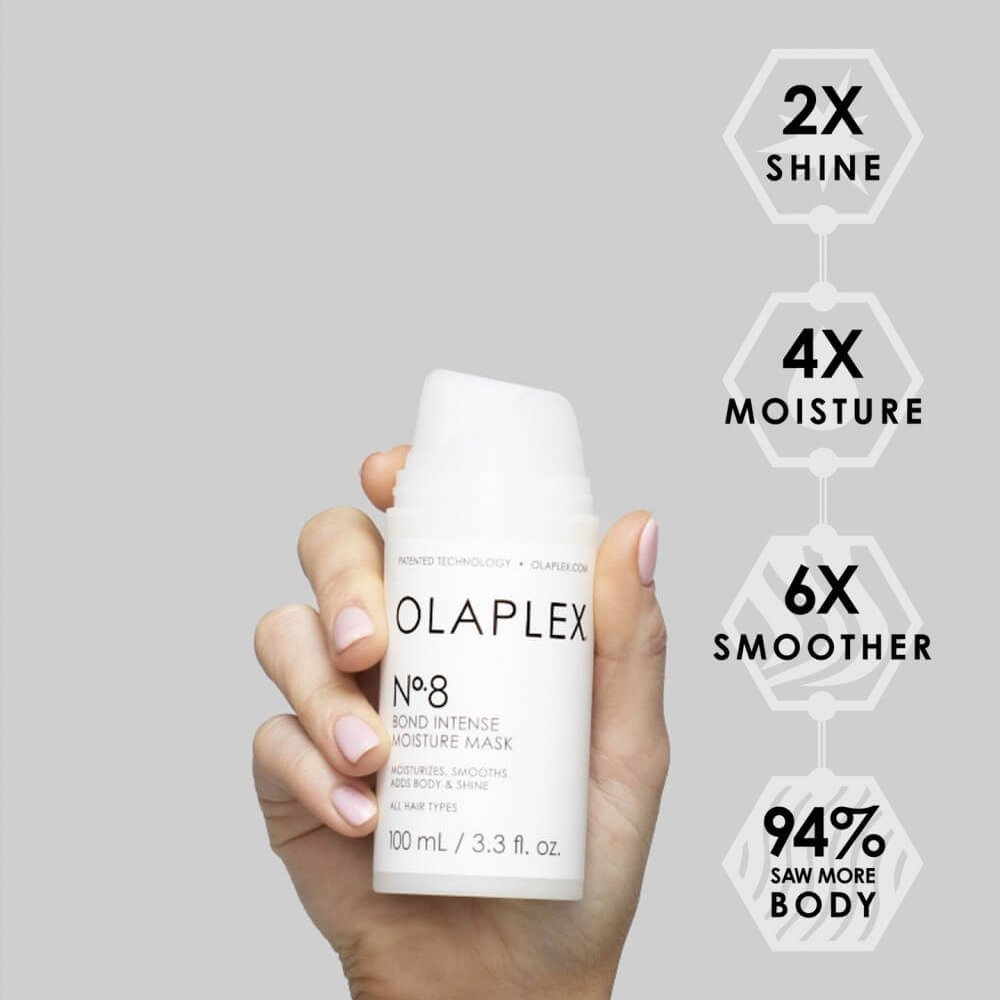 2X
SHINE
4X
MOISTURE
6X
SMOOTHER
94%
SAW MORE
BODY
PATENTED TECHNOLOGY • OLAPLEX.COM
OLAPLEX.
Nº.8
BOND INTENSE
MOISTURE MASK
MOISTURIZES, SMOOTHS,
ADDS BODY & SHINE
ALL HAIR TYPES
100 mL / 3.3 fl. oz.